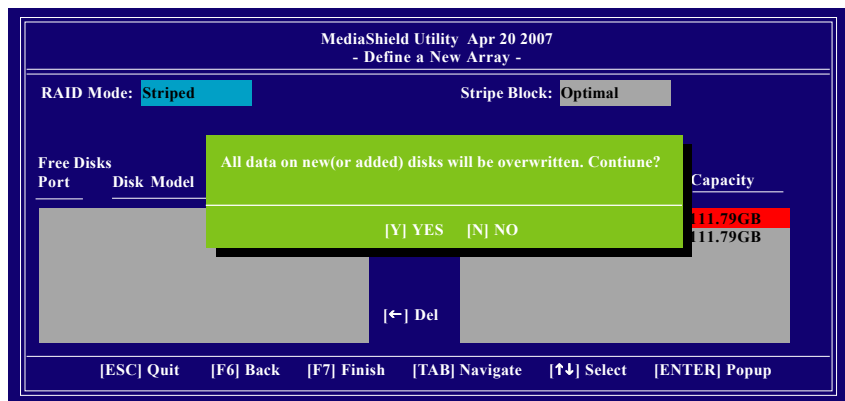 MediaShield Utility Apr 20 2007
- Define a New Array -
RAID Mode: Striped Stripe Block: Optimal
All data on new(or added) disks will be overwritten. Contiune?
Free Disks
Port Disk Model Capacity
[Y] YES [N] NO
111.79GB
111.79GB
[←] Del
[ESC] Quit [F6] Back [F7] Finish [TAB] Navigate [↑↓] Select [ENTER] Popup